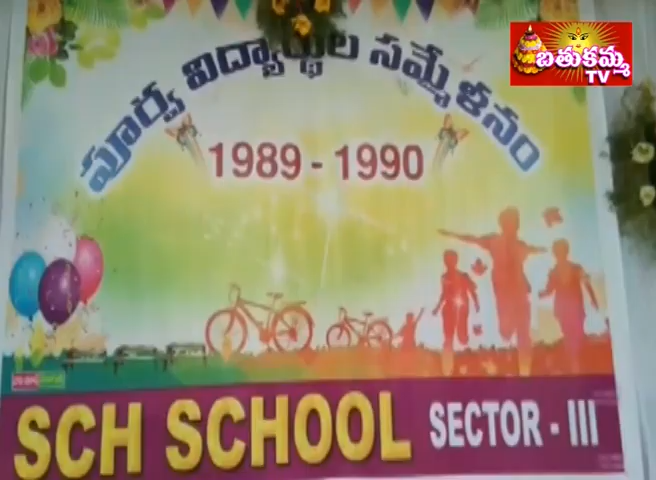 బతుకమ్మ
TV
పూర్వ విద్యార్థుల సమ్మేళనం
1989 - 1990
SCH SCHOOL SECTOR - III